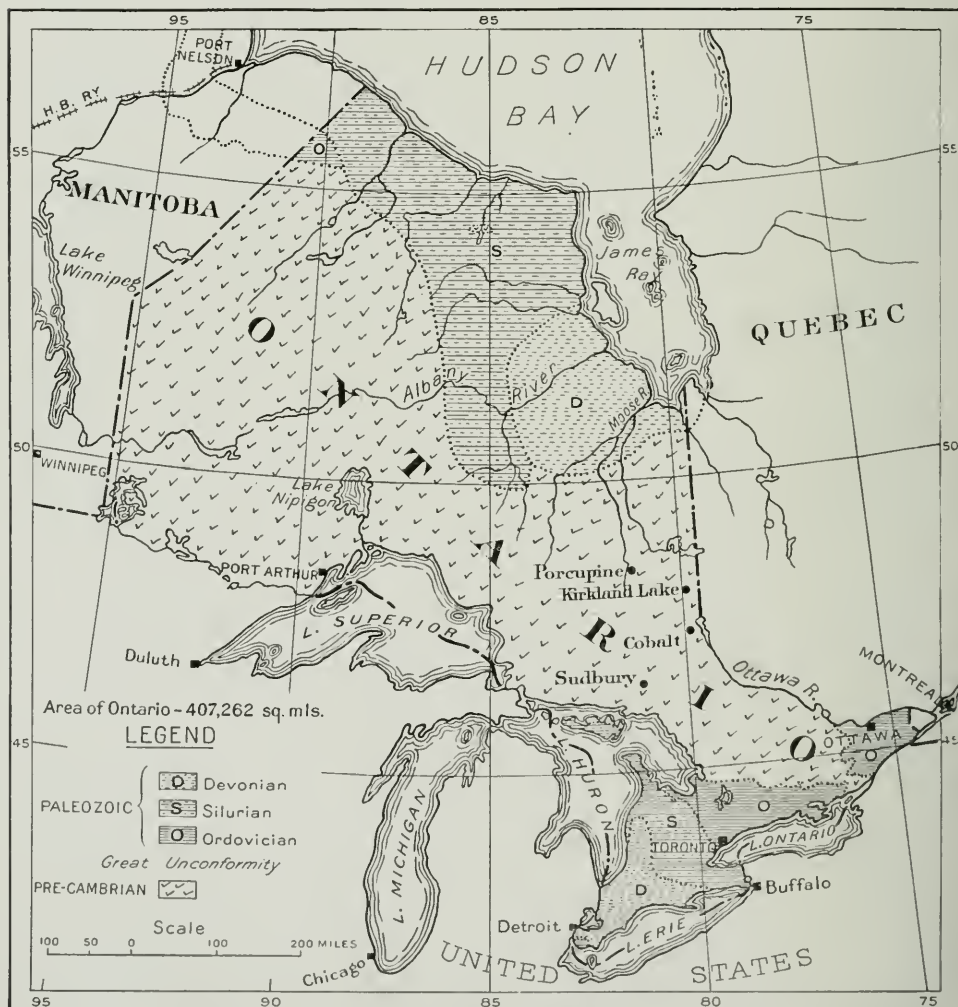 95
85
75
PORT
NELSON
HUDSON
BAY
H.B. RY
55
55
O
MANITOBA
Lake
Winnipeg
S
James
Bay
QUEBEC
ONTARIO
Albany River
D
Moose R.
50
50
WINNIPEG
Lake
Nipigon
PORT ARTHUR
Porcupine
Kirkland Lake
L. SUPERIOR
Cobalt
Duluth
Sudbury
Ottawa R.
MONTREAL
Area of Ontario - 407,262 sq. mls.
OTTAWA
45
45
O
LEGEND
PALEOZOIC
D Devonian
S Silurian
O Ordovician
Great Unconformity
PRE-CAMBRIAN
L. HURON
L. MICHIGAN
S
O
TORONTO
L. ONTARIO
D
Buffalo
Detroit
L. ERIE
Scale
100 50 0 100 200 MILES
Chicago
UNITED STATES
95
90
85
80
75